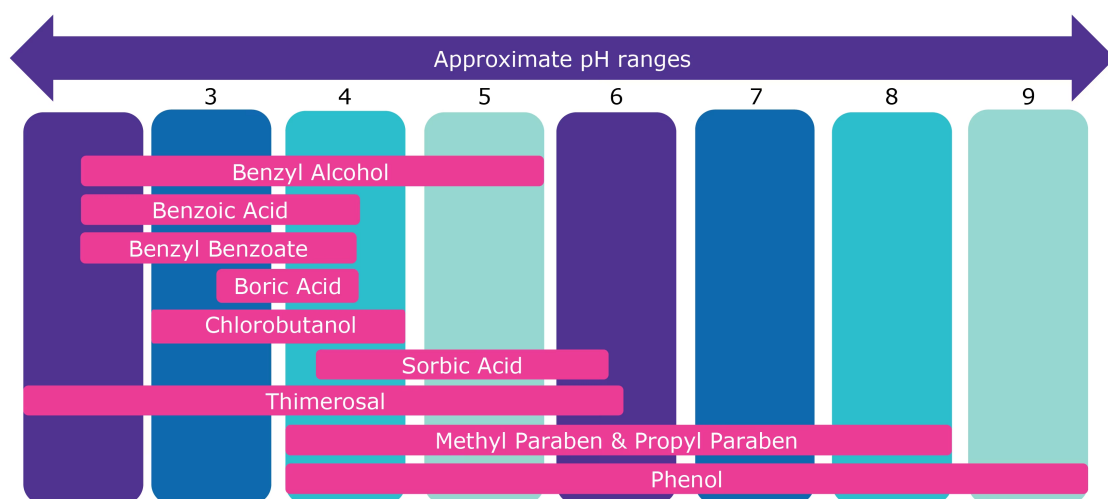 Approximate pH ranges
3 4 5 6 7 8 9
Benzyl Alcohol
Benzoic Acid
Benzyl Benzoate
Boric Acid
Chlorobutanol
Sorbic Acid
Thimerosal
Methyl Paraben & Propyl Paraben
Phenol